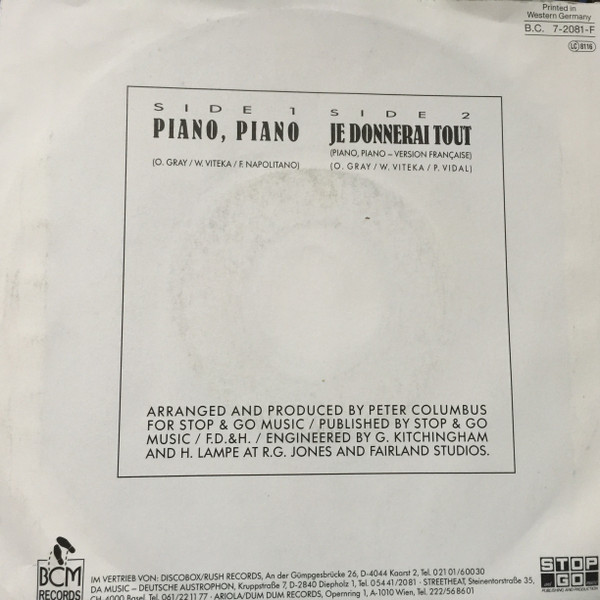 Printed in
Western Germany
B.C. 7-2081-F
LC 8116
SIDE 1
PIANO, PIANO
(O. GRAY / W. VITEKA / F. NAPOLITANO)
SIDE 2
JE DONNERAI TOUT
(PIANO, PIANO – VERSION FRANÇAISE)
(O. GRAY / W. VITEKA / P. VIDAL)
ARRANGED AND PRODUCED BY PETER COLUMBUS
FOR STOP & GO MUSIC / PUBLISHED BY STOP & GO
MUSIC / F.D.&H. / ENGINEERED BY G. KITCHINGHAM
AND H. LAMPE AT R.G. JONES AND FAIRLAND STUDIOS.
BCM
RECORDS
IM VERTRIEB VON: DISCOBOX/RUSH RECORDS, An der Gümpgesbrücke 26, D-4044 Kaarst 2, Tel. 02101/60030
DA MUSIC – DEUTSCHE AUSTROPHON, Kruppstraße 7, D-2840 Diepholz 1, Tel. 05441/2081 · STREETHEAT, Steinentorstraße 35,
CH-4000 Basel, Tel. 061/221177 · ARIOLA/DUM DUM RECORDS, Opernring 1, A-1010 Wien, Tel. 222/568601
STOP
GO
PUBLISHING AND PRODUCTION